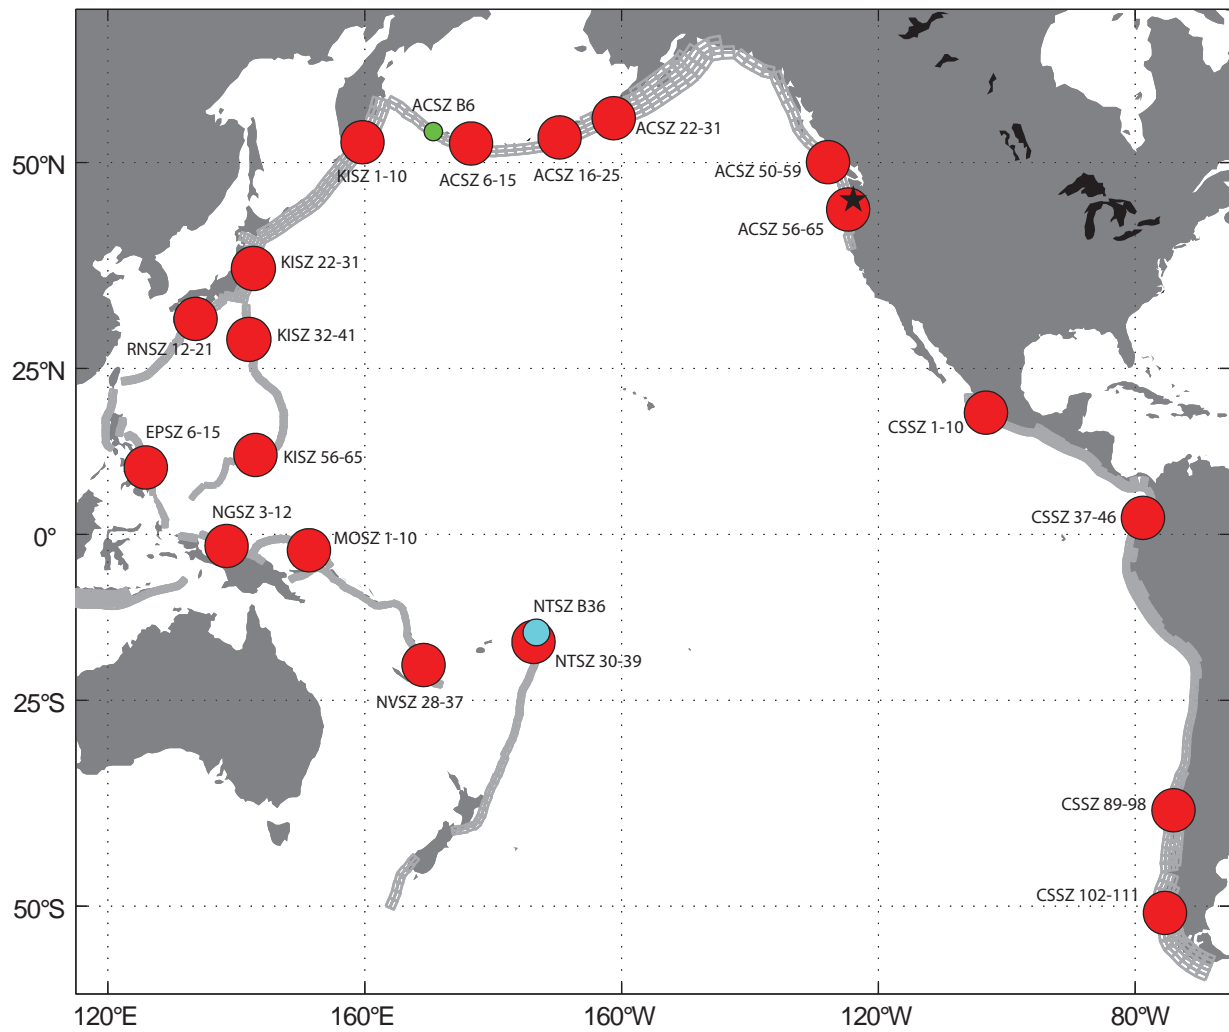 ACSZ B6
ACSZ 22-31
50°N
KISZ 1-10
ACSZ 6-15
ACSZ 16-25
ACSZ 50-59
ACSZ 56-65
KISZ 22-31
KISZ 32-41
RNSZ 12-21
25°N
CSSZ 1-10
EPSZ 6-15
KISZ 56-65
NGSZ 3-12
CSSZ 37-46
0°
MOSZ 1-10
NTSZ B36
NTSZ 30-39
25°S
NVSZ 28-37
CSSZ 89-98
CSSZ 102-111
50°S
120°E
160°E
160°W
120°W
80°W